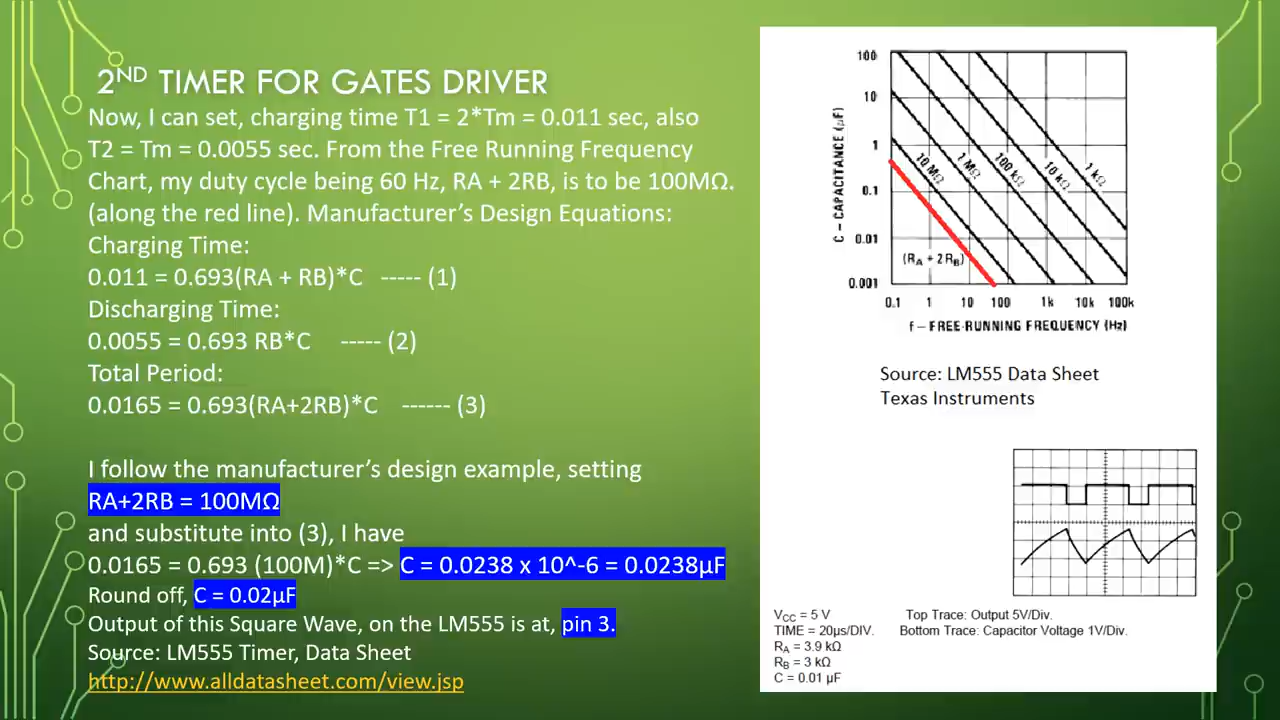 2ND TIMER FOR GATES DRIVER
Now, I can set, charging time T1 = 2*Tm = 0.011 sec, also
T2 = Tm = 0.0055 sec. From the Free Running Frequency
Chart, my duty cycle being 60 Hz, RA + 2RB, is to be 100MΩ.
(along the red line). Manufacturer's Design Equations:
Charging Time:
0.011 = 0.693(RA + RB)*C ----- (1)
Discharging Time:
0.0055 = 0.693 RB*C ----- (2)
Total Period:
0.0165 = 0.693(RA+2RB)*C ------ (3)
I follow the manufacturer's design example, setting
RA+2RB = 100MΩ
and substitute into (3), I have
0.0165 = 0.693 (100M)*C => C = 0.0238 x 10^-6 = 0.0238µF
Round off, C = 0.02µF
Output of this Square Wave, on the LM555 is at, pin 3.
Source: LM555 Timer, Data Sheet
http://www.alldatasheet.com/view.jsp
C – CAPACITANCE (µF)
100
10
1
0.1
0.01
0.001
10 MΩ
1 MΩ
100 kΩ
10 kΩ
1 kΩ
(RA + 2 RB)
0.1 1 10 100 1k 10k 100k
f – FREE-RUNNING FREQUENCY (Hz)
Source: LM555 Data Sheet
Texas Instruments
VCC = 5 V
TIME = 20µs/DIV.
RA = 3.9 kΩ
RB = 3 kΩ
C = 0.01 µF
Top Trace: Output 5V/Div.
Bottom Trace: Capacitor Voltage 1V/Div.